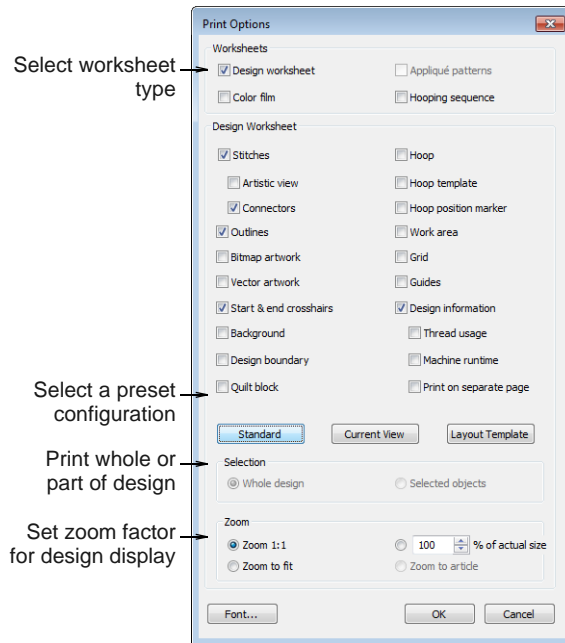 Print Options
Worksheets
Select worksheet
type
Design worksheet
Appliqué patterns
Color film
Hooping sequence
Design Worksheet
Stitches
Hoop
Artistic view
Hoop template
Connectors
Hoop position marker
Outlines
Work area
Bitmap artwork
Grid
Vector artwork
Guides
Start & end crosshairs
Design information
Background
Thread usage
Design boundary
Machine runtime
Select a preset
configuration
Quilt block
Print on separate page
Standard
Current View
Layout Template
Print whole or
part of design
Selection
Whole design
Selected objects
Set zoom factor
for design display
Zoom
Zoom 1:1
100 % of actual size
Zoom to fit
Zoom to article
Font...
OK
Cancel